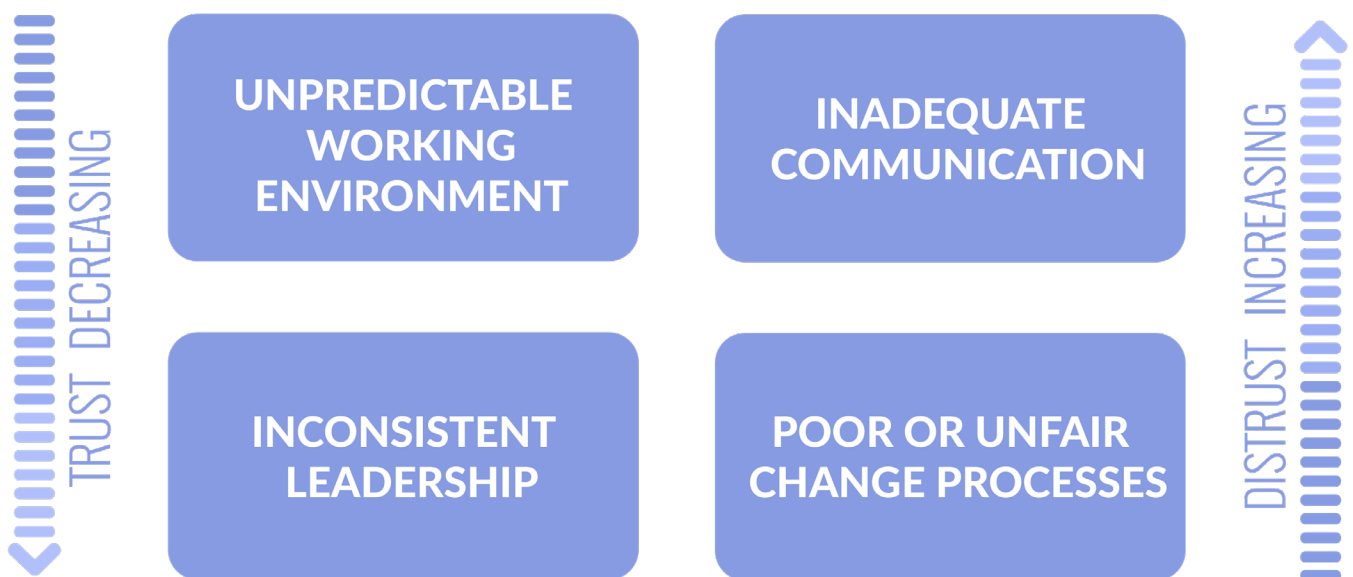 TRUST DECREASING
UNPREDICTABLE
WORKING
ENVIRONMENT
INADEQUATE
COMMUNICATION
INCONSISTENT
LEADERSHIP
POOR OR UNFAIR
CHANGE PROCESSES
DISTRUST INCREASING